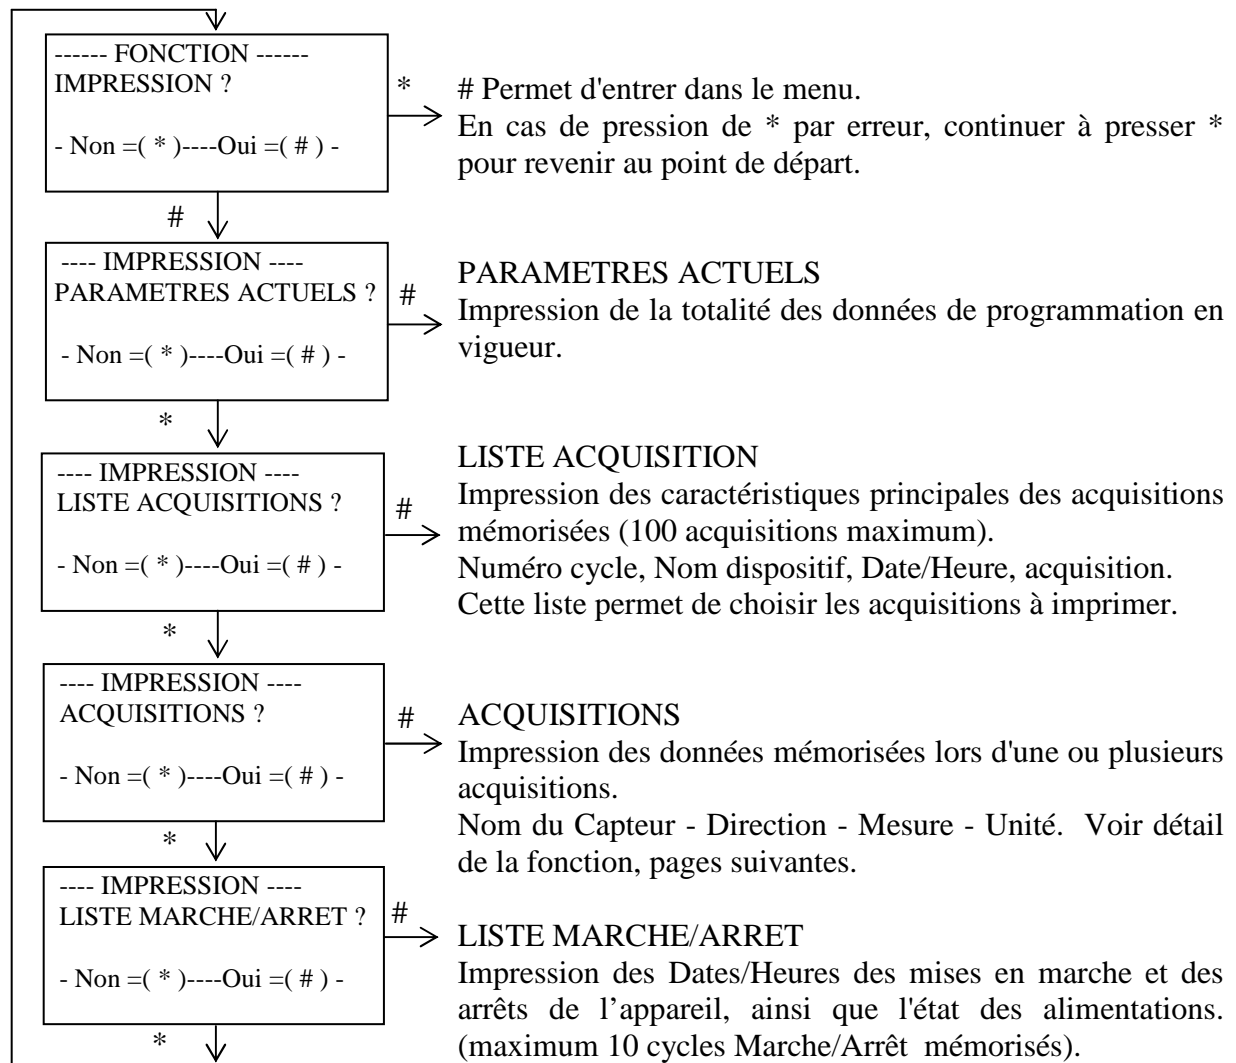 ------ FONCTION ------
IMPRESSION ?
- Non =( * )----Oui =( # ) -
*
# Permet d'entrer dans le menu.
En cas de pression de * par erreur, continuer à presser *
pour revenir au point de départ.
#
---- IMPRESSION ----
PARAMETRES ACTUELS ?
- Non =( * )----Oui =( # ) -
#
PARAMETRES ACTUELS
Impression de la totalité des données de programmation en
vigueur.
*
---- IMPRESSION ----
LISTE ACQUISITIONS ?
- Non =( * )----Oui =( # ) -
#
LISTE ACQUISITION
Impression des caractéristiques principales des acquisitions
mémorisées (100 acquisitions maximum).
Numéro cycle, Nom dispositif, Date/Heure, acquisition.
Cette liste permet de choisir les acquisitions à imprimer.
*
---- IMPRESSION ----
ACQUISITIONS ?
- Non =( * )----Oui =( # ) -
#
ACQUISITIONS
Impression des données mémorisées lors d'une ou plusieurs
acquisitions.
Nom du Capteur - Direction - Mesure - Unité. Voir détail
de la fonction, pages suivantes.
*
---- IMPRESSION ----
LISTE MARCHE/ARRET ?
- Non =( * )----Oui =( # ) -
#
LISTE MARCHE/ARRET
Impression des Dates/Heures des mises en marche et des
arrêts de l’appareil, ainsi que l'état des alimentations.
(maximum 10 cycles Marche/Arrêt mémorisés).
*